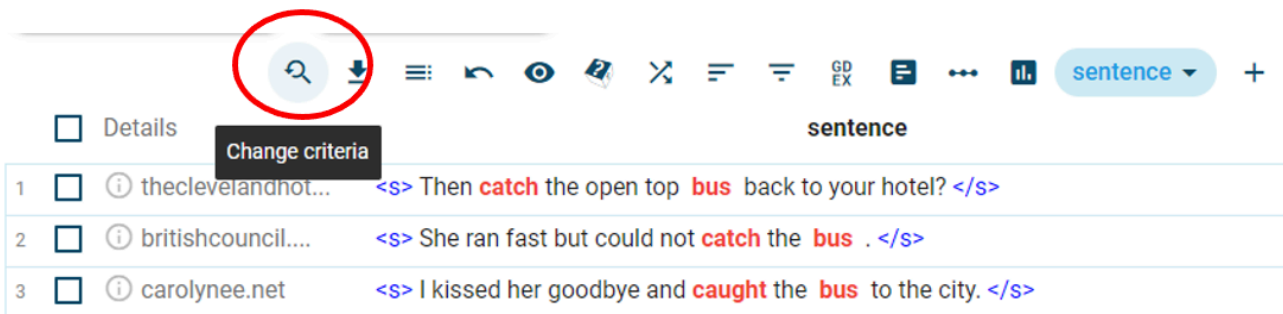 GD EX sentence +
Details sentence
Change criteria
1 theclevelandhot... <s> Then catch the open top bus back to your hotel? </s>
2 britishcouncil.... <s> She ran fast but could not catch the bus . </s>
3 carolynee.net <s> I kissed her goodbye and caught the bus to the city. </s>